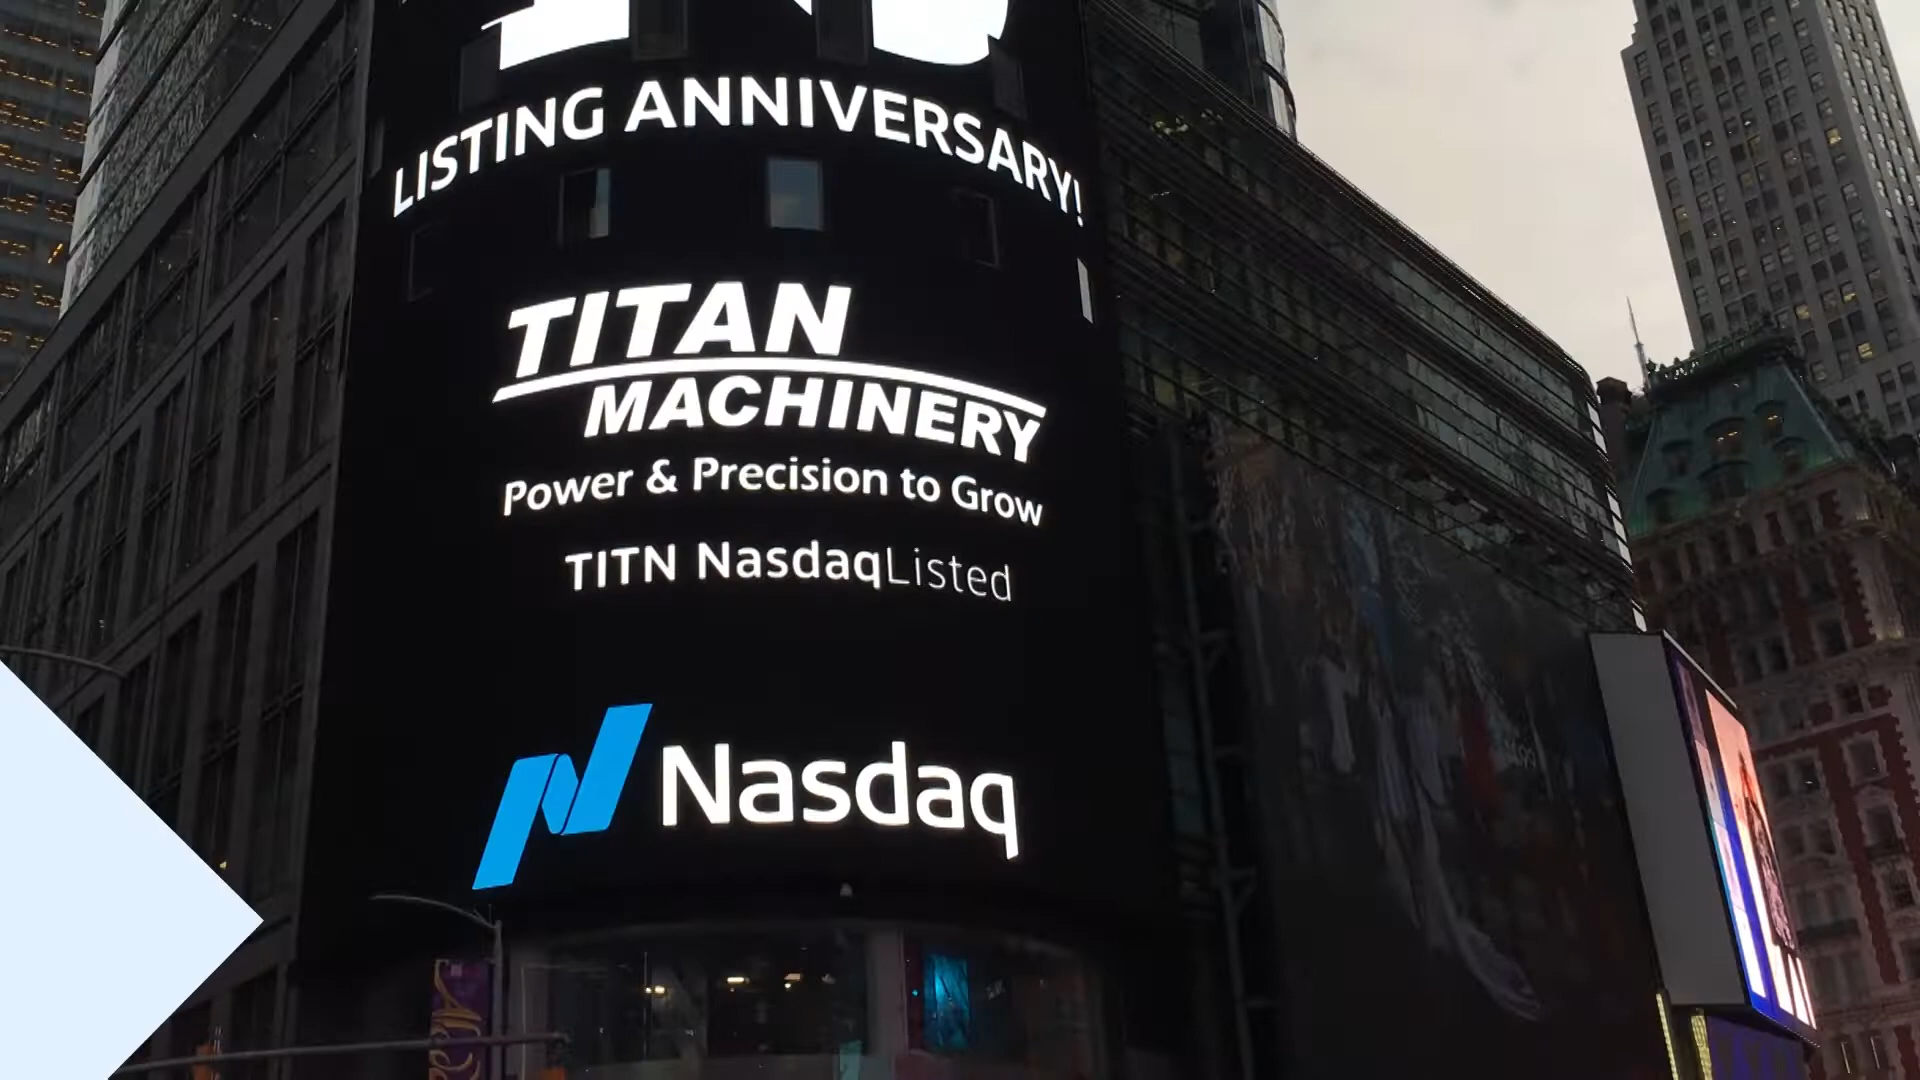 LISTING ANNIVERSARY!
TITAN
MACHINERY
Power & Precision to Grow
TITN NasdaqListed
Nasdaq